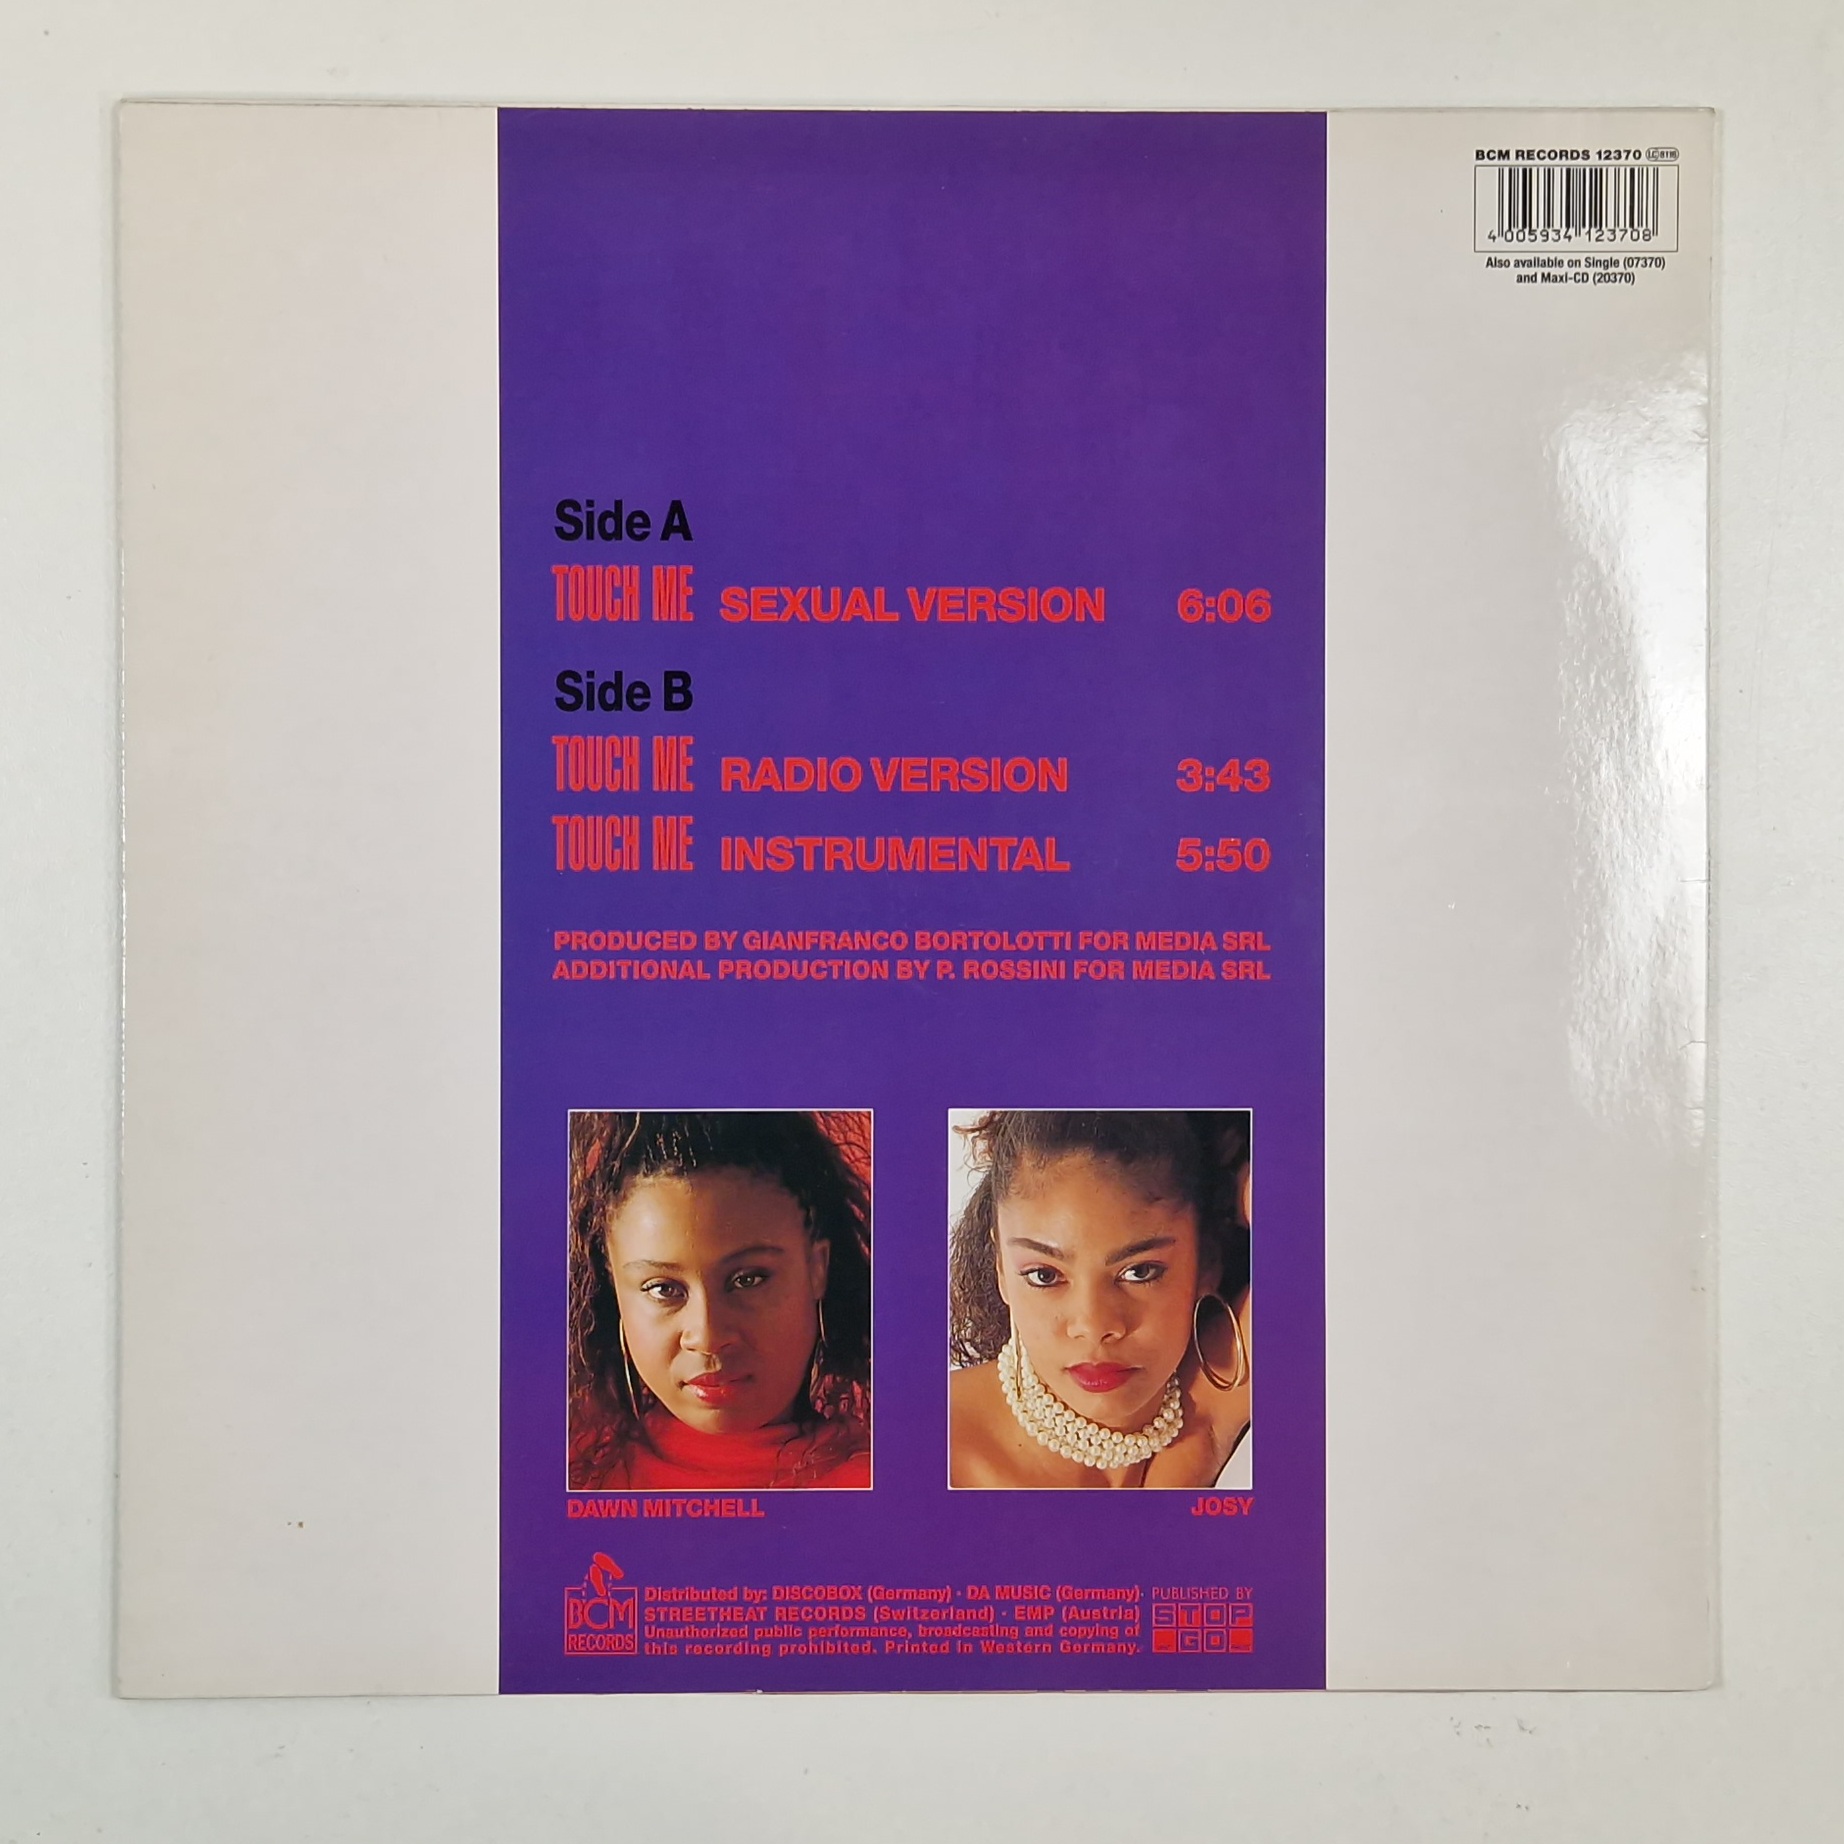 BCM RECORDS 12370 LC 8116
4 005934 123708
Also available on Single (07370)
and Maxi-CD (20370)
Side A
TOUCH ME SEXUAL VERSION 6:06
Side B
TOUCH ME RADIO VERSION 3:43
TOUCH ME INSTRUMENTAL 5:50
PRODUCED BY GIANFRANCO BORTOLOTTI FOR MEDIA SRL
ADDITIONAL PRODUCTION BY P. ROSSINI FOR MEDIA SRL
DAWN MITCHELL
JOSY
BCM
RECORDS
Distributed by: DISCOBOX (Germany) · DA MUSIC (Germany)·
STREETHEAT RECORDS (Switzerland) · EMP (Austria)
Unauthorized public performance, broadcasting and copying of
this recording prohibited. Printed in Western Germany.
PUBLISHED BY
STOP
GO